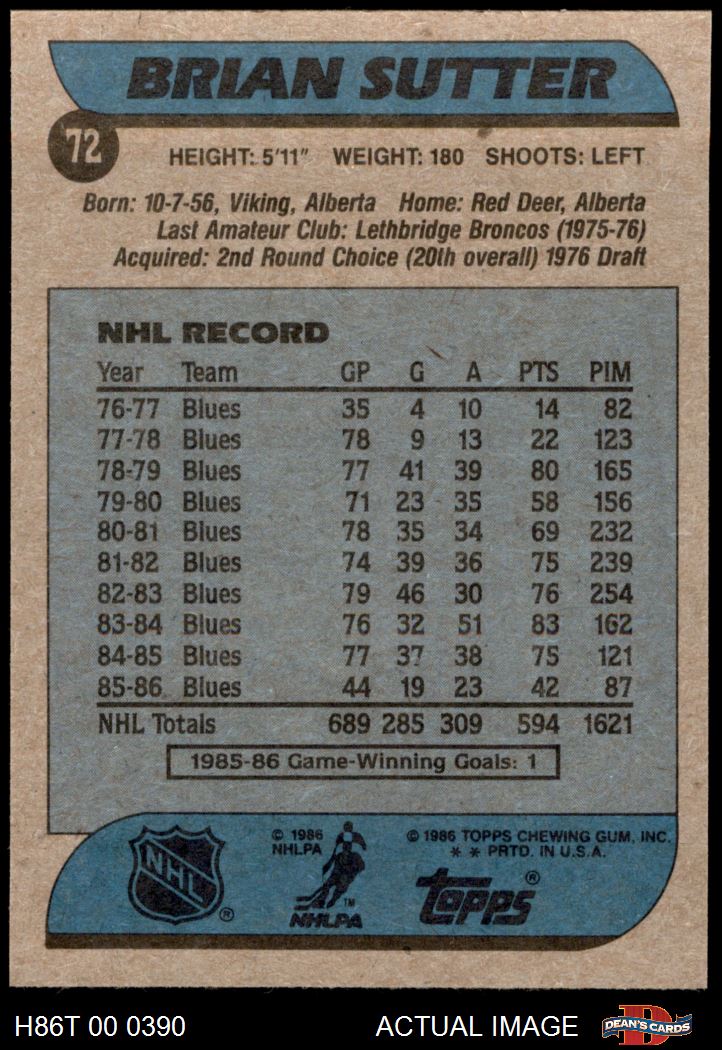 BRIAN SUTTER
72
HEIGHT: 5'11" WEIGHT: 180 SHOOTS: LEFT
Born: 10-7-56, Viking, Alberta Home: Red Deer, Alberta
Last Amateur Club: Lethbridge Broncos (1975-76)
Acquired: 2nd Round Choice (20th overall) 1976 Draft
NHL RECORD
Year Team GP G A PTS PIM
76-77 Blues 35 4 10 14 82
77-78 Blues 78 9 13 22 123
78-79 Blues 77 41 39 80 165
79-80 Blues 71 23 35 58 156
80-81 Blues 78 35 34 69 232
81-82 Blues 74 39 36 75 239
82-83 Blues 79 46 30 76 254
83-84 Blues 76 32 51 83 162
84-85 Blues 77 37 38 75 121
85-86 Blues 44 19 23 42 87
NHL Totals 689 285 309 594 1621
1985-86 Game-Winning Goals: 1
NHL ®
© 1986
NHLPA
TM
NHLPA
© 1986 TOPPS CHEWING GUM, INC.
* * PRTD. IN U.S.A.
topps ®
H86T 00 0390 ACTUAL IMAGE
D
DEAN'S CARDS